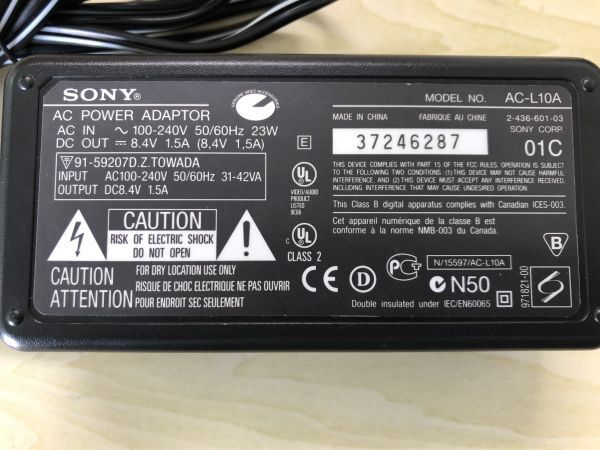 SONY®
GENUINE VIDEO ACCESSORIES
MODEL NO. AC-L10A
AC POWER ADAPTOR
AC IN ~ 100-240V 50/60Hz 23W
DC OUT ⎓ 8.4V 1.5A (8,4V 1,5A)
MADE IN CHINA FABRIQUÉ AU CHINE
2-436-601-03
SONY CORP.
37246287
01C
E
91-59207D.Z.TOWADA
INPUT AC100-240V 50/60Hz 31-42VA
OUTPUT DC8.4V 1.5A
THIS DEVICE COMPLIES WITH PART 15 OF THE FCC RULES. OPERATION IS SUBJECT
TO THE FOLLOWING TWO CONDITIONS: (1) THIS DEVICE MAY NOT CAUSE HARMFUL
INTERFERENCE, AND (2) THIS DEVICE MUST ACCEPT ANY INTERFERENCE RECEIVED,
INCLUDING INTERFERENCE THAT MAY CAUSE UNDESIRED OPERATION.
UL
VIDEO/AUDIO
PRODUCT
LISTED
9C06
This Class B digital apparatus complies with Canadian ICES-003.
Cet appareil numérique de la classe B est
conforme à la norme NMB-003 du Canada.
B
C UL
CLASS 2
CAUTION
RISK OF ELECTRIC SHOCK
DO NOT OPEN
CAUTION
FOR DRY LOCATION USE ONLY
RISQUE DE CHOC ELECTRIQUE NE PAS OUVRIR
ATTENTION
POUR ENDROIT SEC SEULEMENT
CE D PCT
N/15597/AC-L10A
N50
Double insulated under IEC/EN60065
971821-00
S